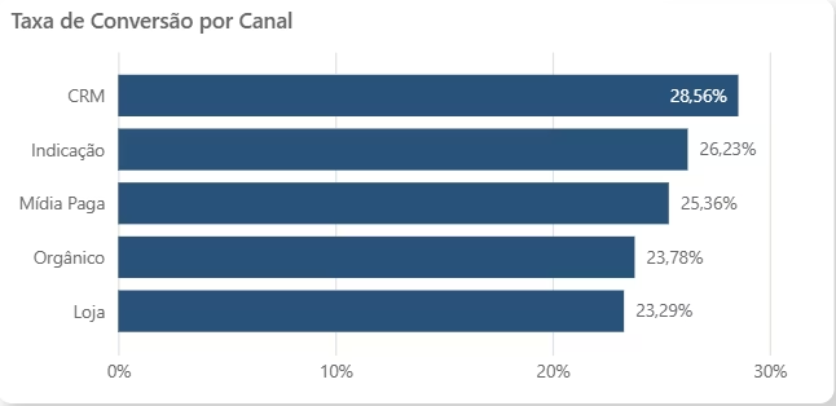 Taxa de Conversão por Canal
CRM 28,56%
Indicação 26,23%
Mídia Paga 25,36%
Orgânico 23,78%
Loja 23,29%
0% 10% 20% 30%